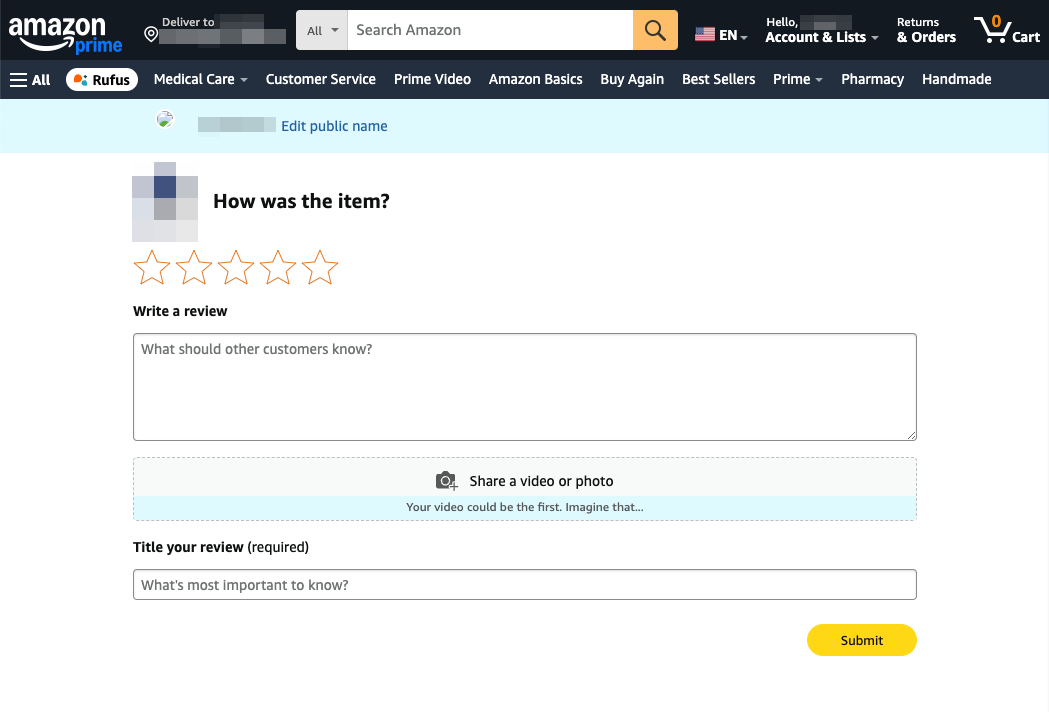 amazon prime
Deliver to
All
Search Amazon
EN
Hello,
Account & Lists
Returns
& Orders
0
Cart
All
Rufus
Medical Care
Customer Service
Prime Video
Amazon Basics
Buy Again
Best Sellers
Prime
Pharmacy
Handmade
Edit public name
How was the item?
Write a review
What should other customers know?
Share a video or photo
Your video could be the first. Imagine that...
Title your review (required)
What's most important to know?
Submit